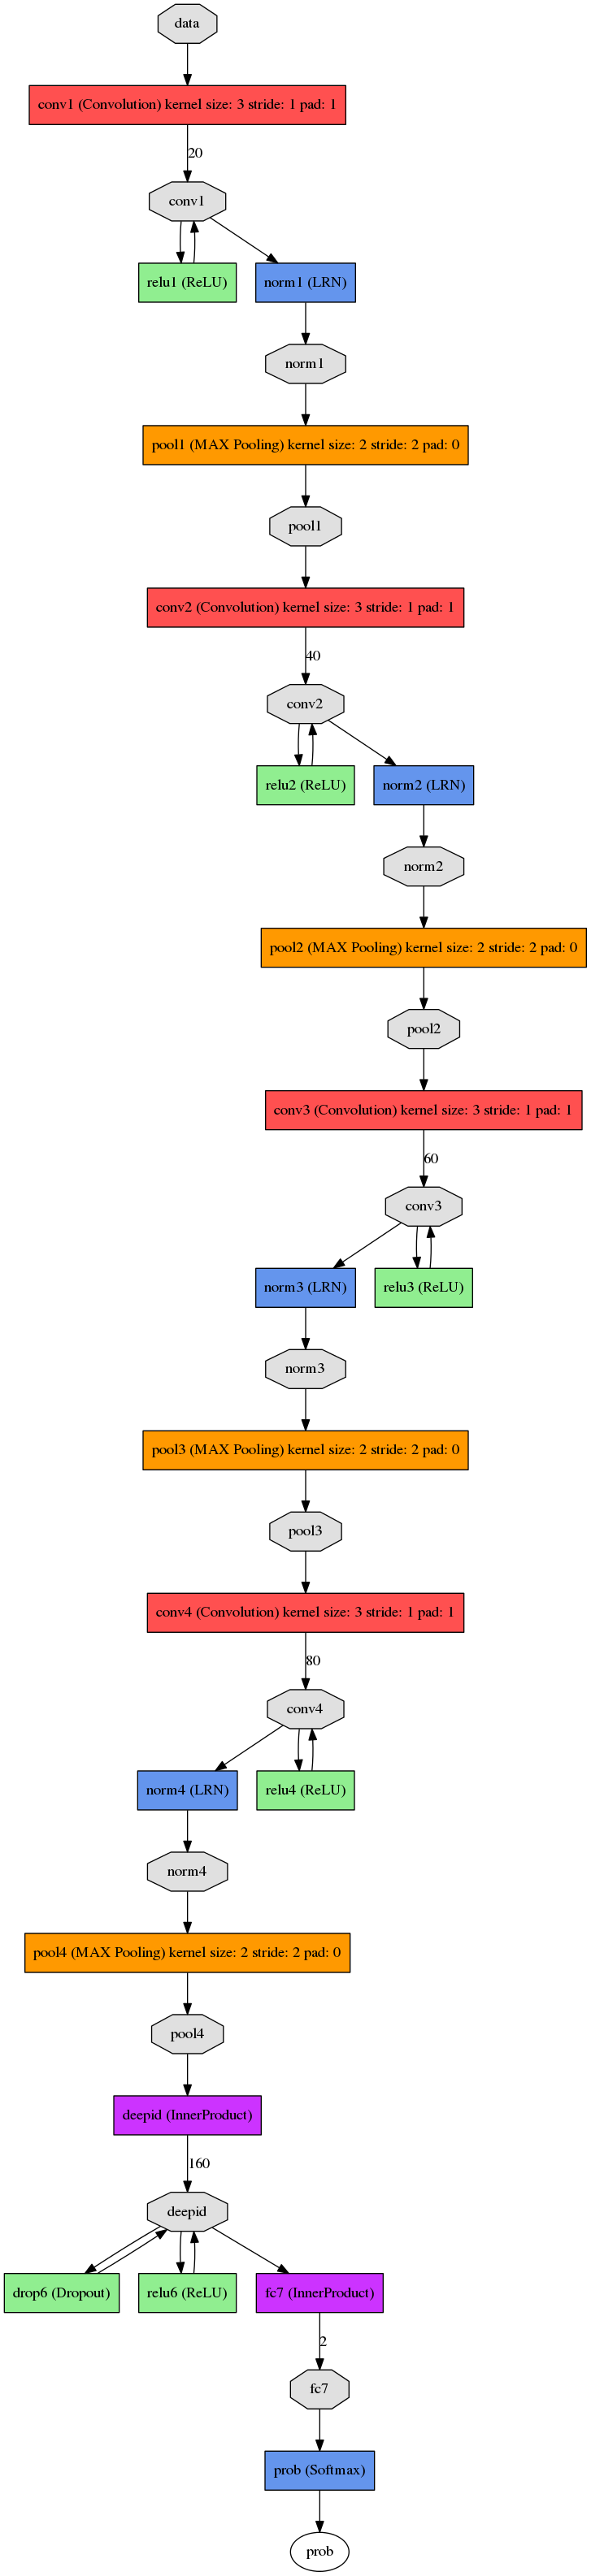 data
conv1 (Convolution) kernel size: 3 stride: 1 pad: 1
20
conv1
relu1 (ReLU)
norm1 (LRN)
norm1
pool1 (MAX Pooling) kernel size: 2 stride: 2 pad: 0
pool1
conv2 (Convolution) kernel size: 3 stride: 1 pad: 1
40
conv2
relu2 (ReLU)
norm2 (LRN)
norm2
pool2 (MAX Pooling) kernel size: 2 stride: 2 pad: 0
pool2
conv3 (Convolution) kernel size: 3 stride: 1 pad: 1
60
conv3
norm3 (LRN)
relu3 (ReLU)
norm3
pool3 (MAX Pooling) kernel size: 2 stride: 2 pad: 0
pool3
conv4 (Convolution) kernel size: 3 stride: 1 pad: 1
80
conv4
norm4 (LRN)
relu4 (ReLU)
norm4
pool4 (MAX Pooling) kernel size: 2 stride: 2 pad: 0
pool4
deepid (InnerProduct)
160
deepid
drop6 (Dropout)
relu6 (ReLU)
fc7 (InnerProduct)
2
fc7
prob (Softmax)
prob